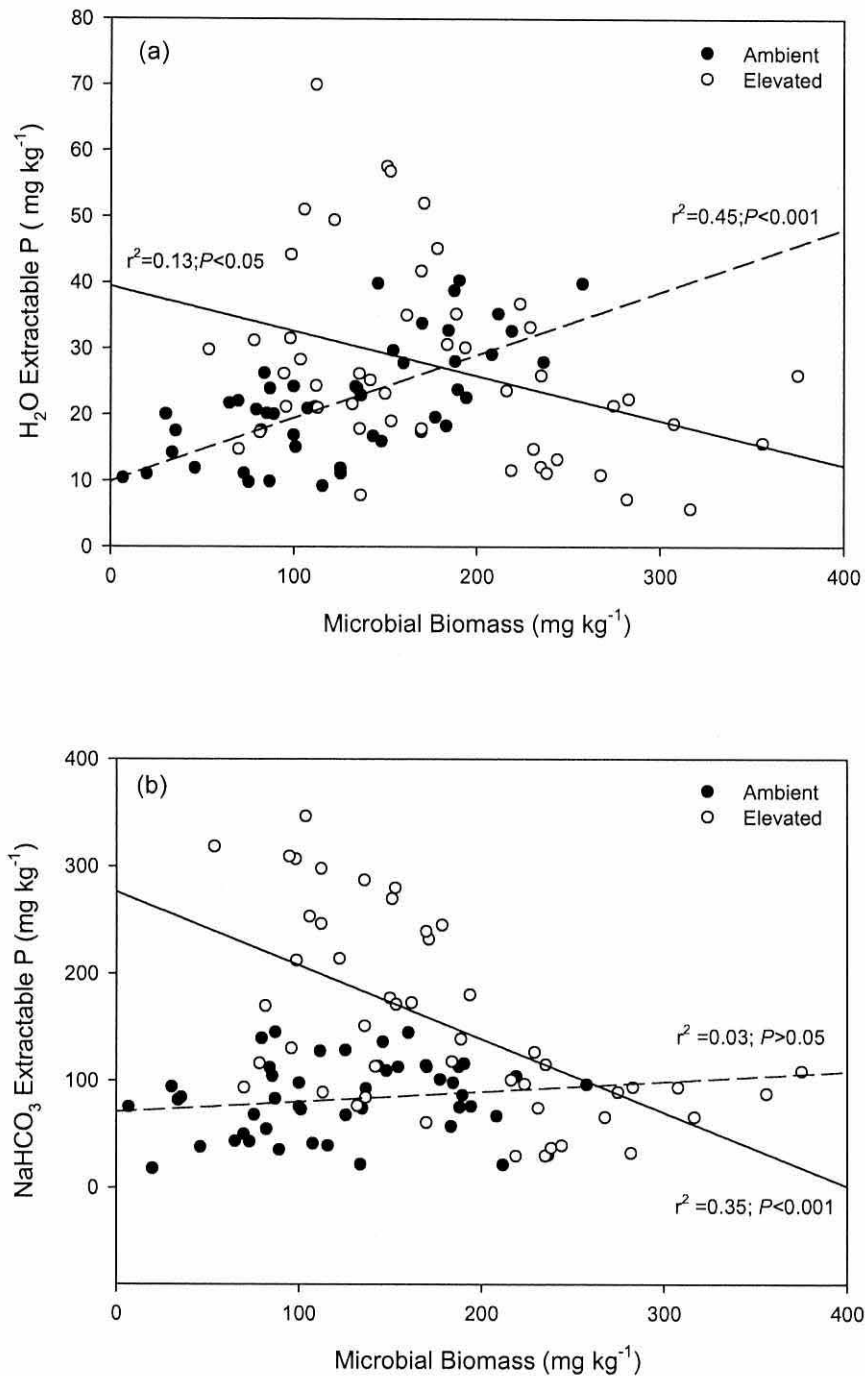 80
(a)
Ambient
Elevated
70
60
50
r²=0.45;P<0.001
r²=0.13;P<0.05
40
30
20
10
0
H₂O Extractable P ( mg kg⁻¹)
0 100 200 300 400
Microbial Biomass (mg kg⁻¹)
400
(b)
Ambient
Elevated
300
200
r² =0.03; P>0.05
100
0
r² =0.35; P<0.001
NaHCO₃ Extractable P (mg kg⁻¹)
0 100 200 300 400
Microbial Biomass (mg kg⁻¹)